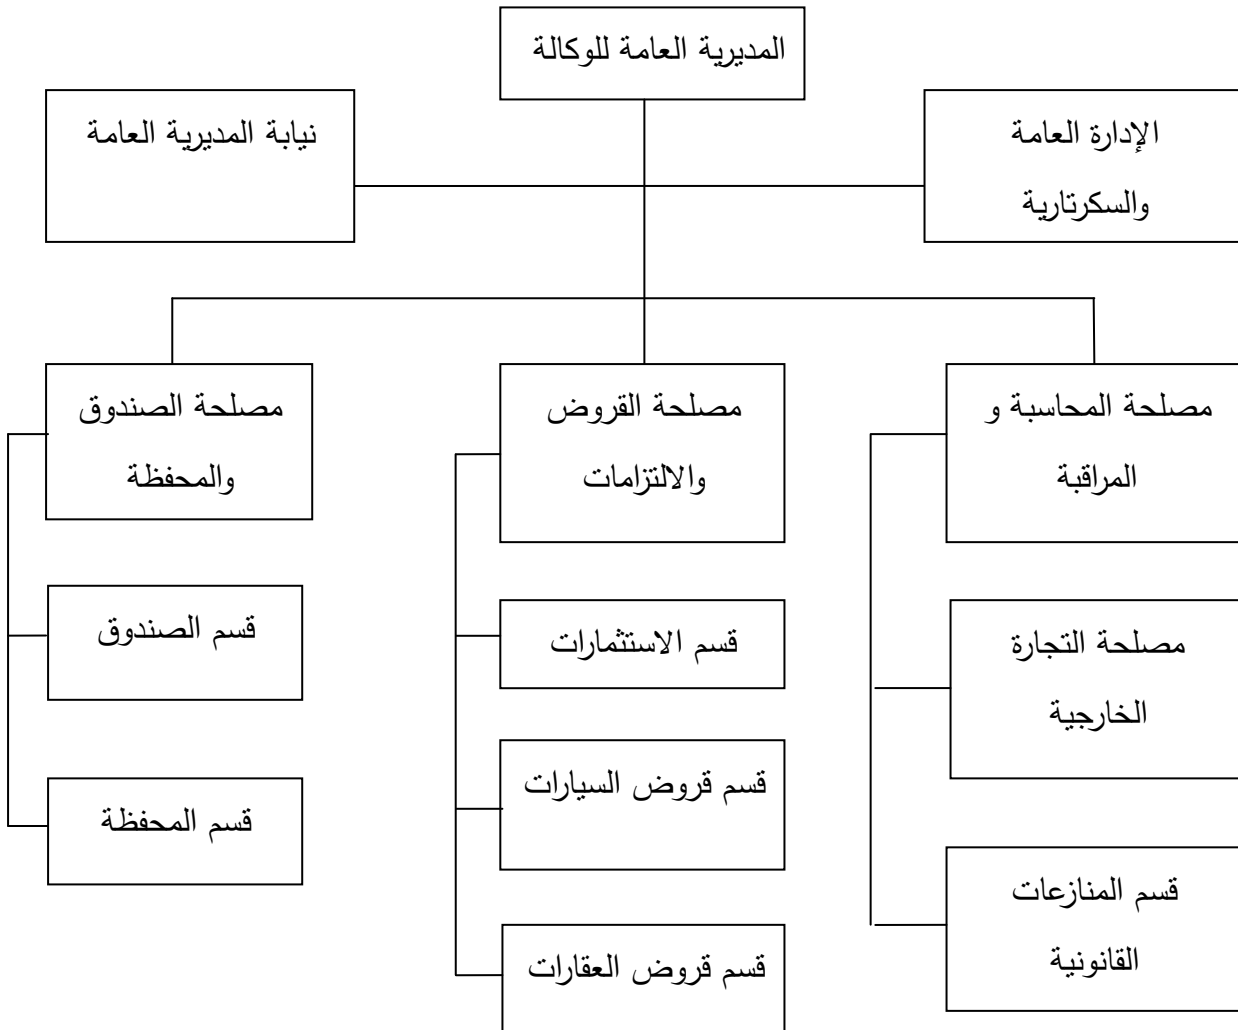 المديرية العامة للوكالة
الإدارة العامة
والسكرتارية
نيابة المديرية العامة
مصلحة المحاسبة و
المراقبة
مصلحة القروض
والالتزامات
مصلحة الصندوق
والمحفظة
مصلحة التجارة
الخارجية
قسم الاستثمارات
قسم الصندوق
قسم قروض السيارات
قسم المحفظة
قسم المنازعات
القانونية
قسم قروض العقارات